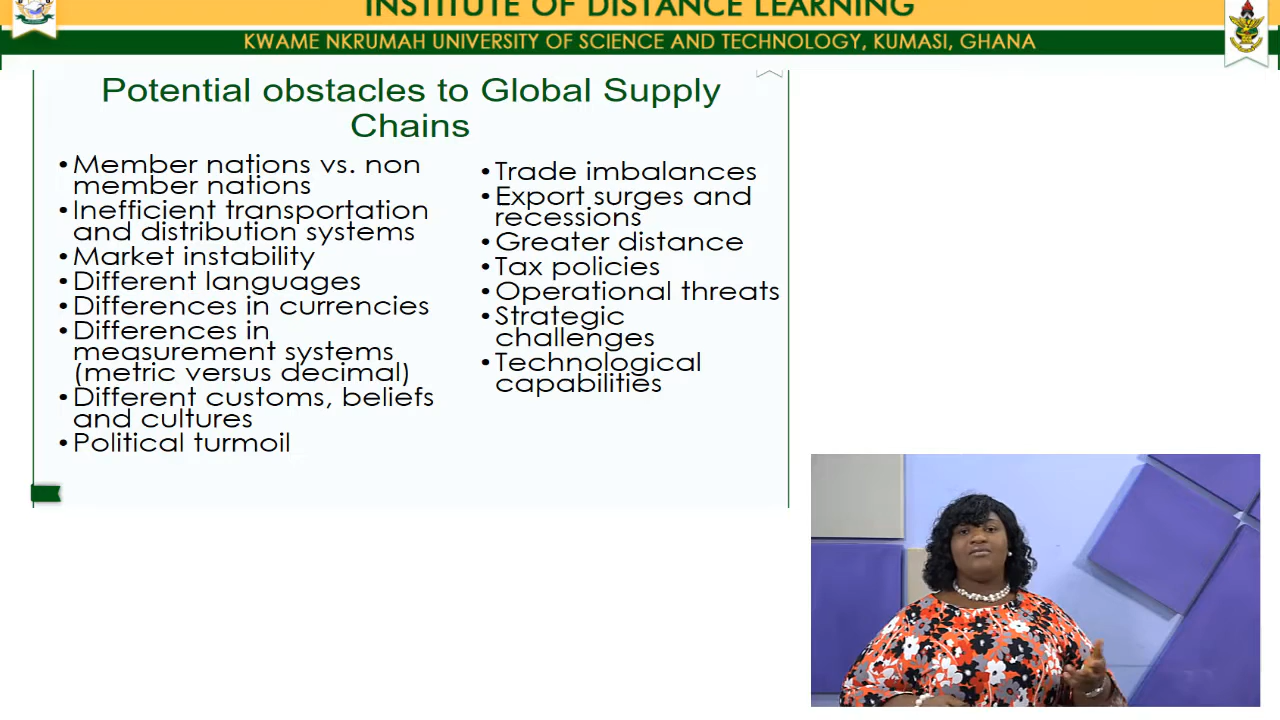 INSTITUTE OF DISTANCE LEARNING
KWAME NKRUMAH UNIVERSITY OF SCIENCE AND TECHNOLOGY, KUMASI, GHANA
Potential obstacles to Global Supply
Chains
•Member nations vs. non
member nations
•Inefficient transportation
and distribution systems
•Market instability
•Different languages
•Differences in currencies
•Differences in
measurement systems
(metric versus decimal)
•Different customs, beliefs
and cultures
•Political turmoil
•Trade imbalances
•Export surges and
recessions
•Greater distance
•Tax policies
•Operational threats
•Strategic
challenges
•Technological
capabilities